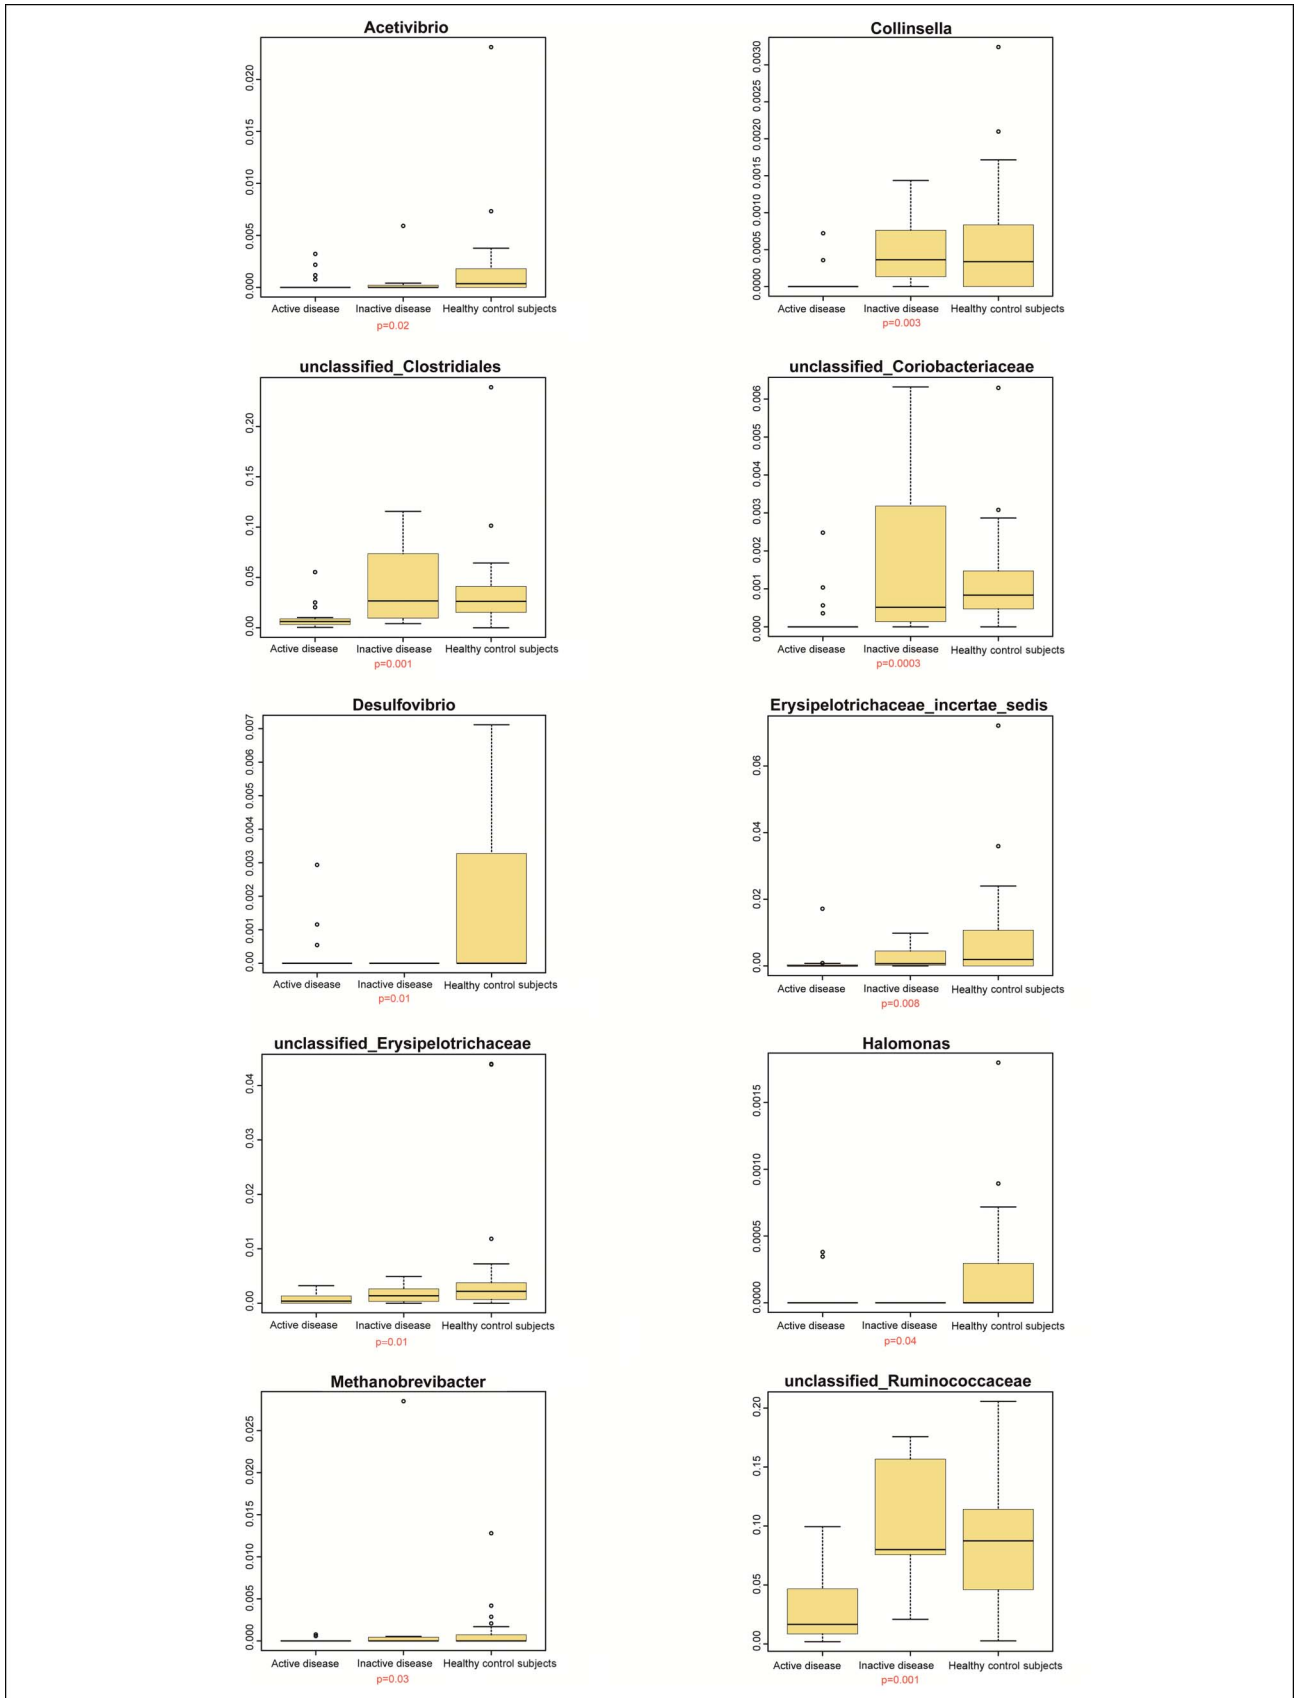 Acetivibrio
0.020
0.015
0.010
0.005
0.000
Active disease Inactive disease Healthy control subjects
p=0.02
Collinsella
0.0030
0.0025
0.0020
0.0015
0.0010
0.0005
0.0000
Active disease Inactive disease Healthy control subjects
p=0.003
unclassified_Clostridiales
0.20
0.15
0.10
0.05
0.00
Active disease Inactive disease Healthy control subjects
p=0.001
unclassified_Coriobacteriaceae
0.006
0.005
0.004
0.003
0.002
0.001
0.000
Active disease Inactive disease Healthy control subjects
p=0.0003
Desulfovibrio
0.007
0.006
0.005
0.004
0.003
0.002
0.001
0.00
Active disease Inactive disease Healthy control subjects
p=0.01
Erysipelotrichaceae_incertae_sedis
0.06
0.04
0.02
0.00
Active disease Inactive disease Healthy control subjects
p=0.008
unclassified_Erysipelotrichaceae
0.04
0.03
0.02
0.01
0.00
Active disease Inactive disease Healthy control subjects
p=0.01
Halomonas
0.0015
0.0010
0.0005
0.0000
Active disease Inactive disease Healthy control subjects
p=0.04
Methanobrevibacter
0.025
0.020
0.015
0.010
0.005
0.000
Active disease Inactive disease Healthy control subjects
p=0.03
unclassified_Ruminococcaceae
0.20
0.15
0.10
0.05
0.00
Active disease Inactive disease Healthy control subjects
p=0.001